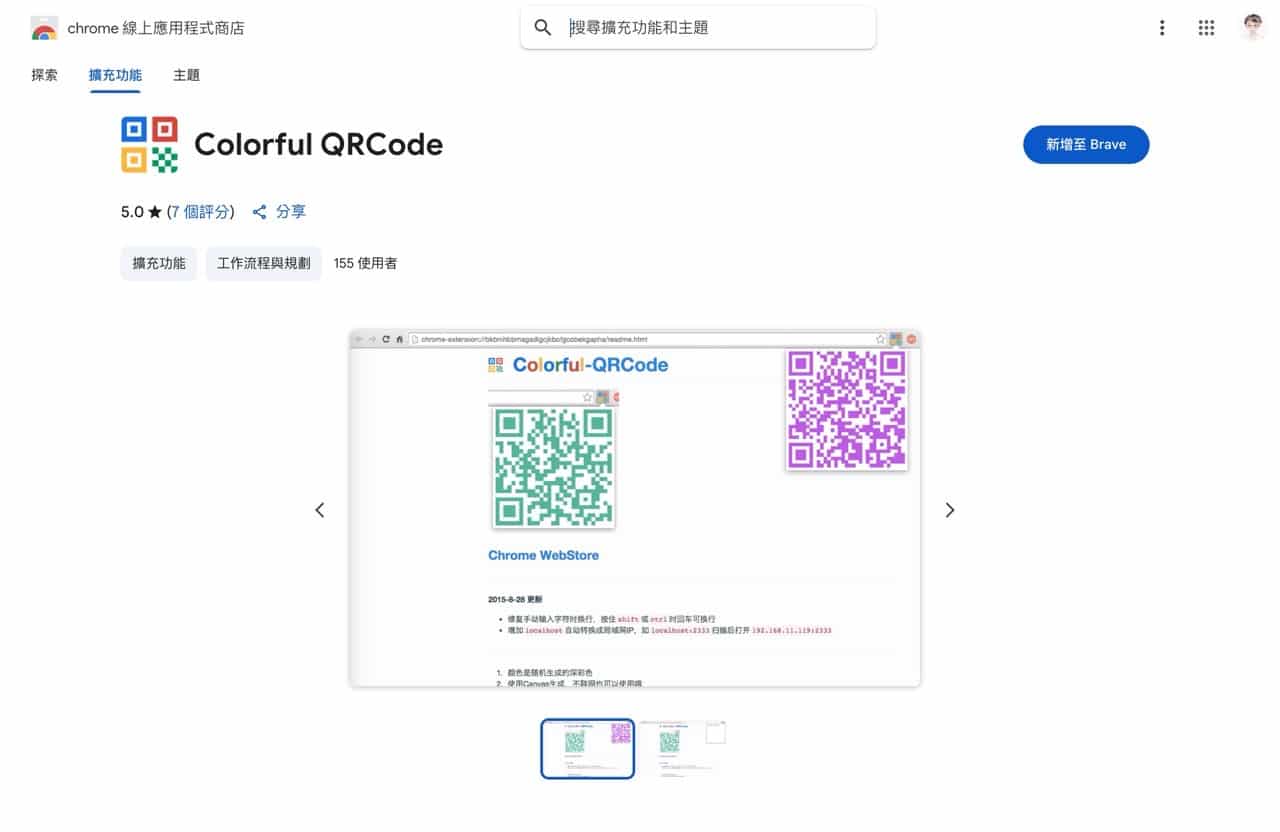 chrome 線上應用程式商店
搜尋擴充功能和主題
探索 擴充功能 主題
Colorful QRCode
新增至 Brave
5.0 ★ (7 個評分) 分享
擴充功能 工作流程與規劃 155 使用者
Colorful-QRCode
Chrome WebStore
2015-8-28 更新
修复手动输入字符时换行，按住 shift 或 ctrl 时回车可换行
增加 localhost 自动转换成局域网IP，如 localhost:2333 扫描后打开 192.168.11.119:2333
1. 颜色是随机生成的深彩色
2. 使用Canvas生成，不联网也可以使用哦